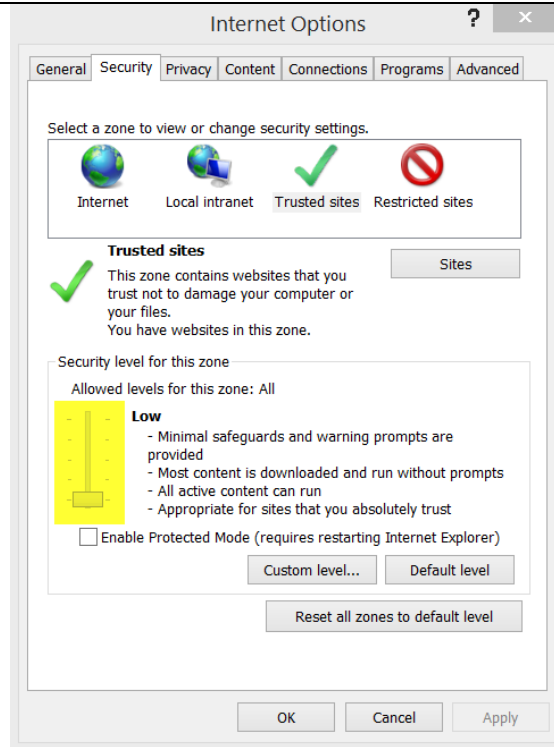 Internet Options ? ×
General Security Privacy Content Connections Programs Advanced
Select a zone to view or change security settings.
Internet Local intranet Trusted sites Restricted sites
Trusted sites
Sites
This zone contains websites that you
trust not to damage your computer or
your files.
You have websites in this zone.
Security level for this zone
Allowed levels for this zone: All
Low
- Minimal safeguards and warning prompts are
provided
- Most content is downloaded and run without prompts
- All active content can run
- Appropriate for sites that you absolutely trust
Enable Protected Mode (requires restarting Internet Explorer)
Custom level... Default level
Reset all zones to default level
OK Cancel Apply